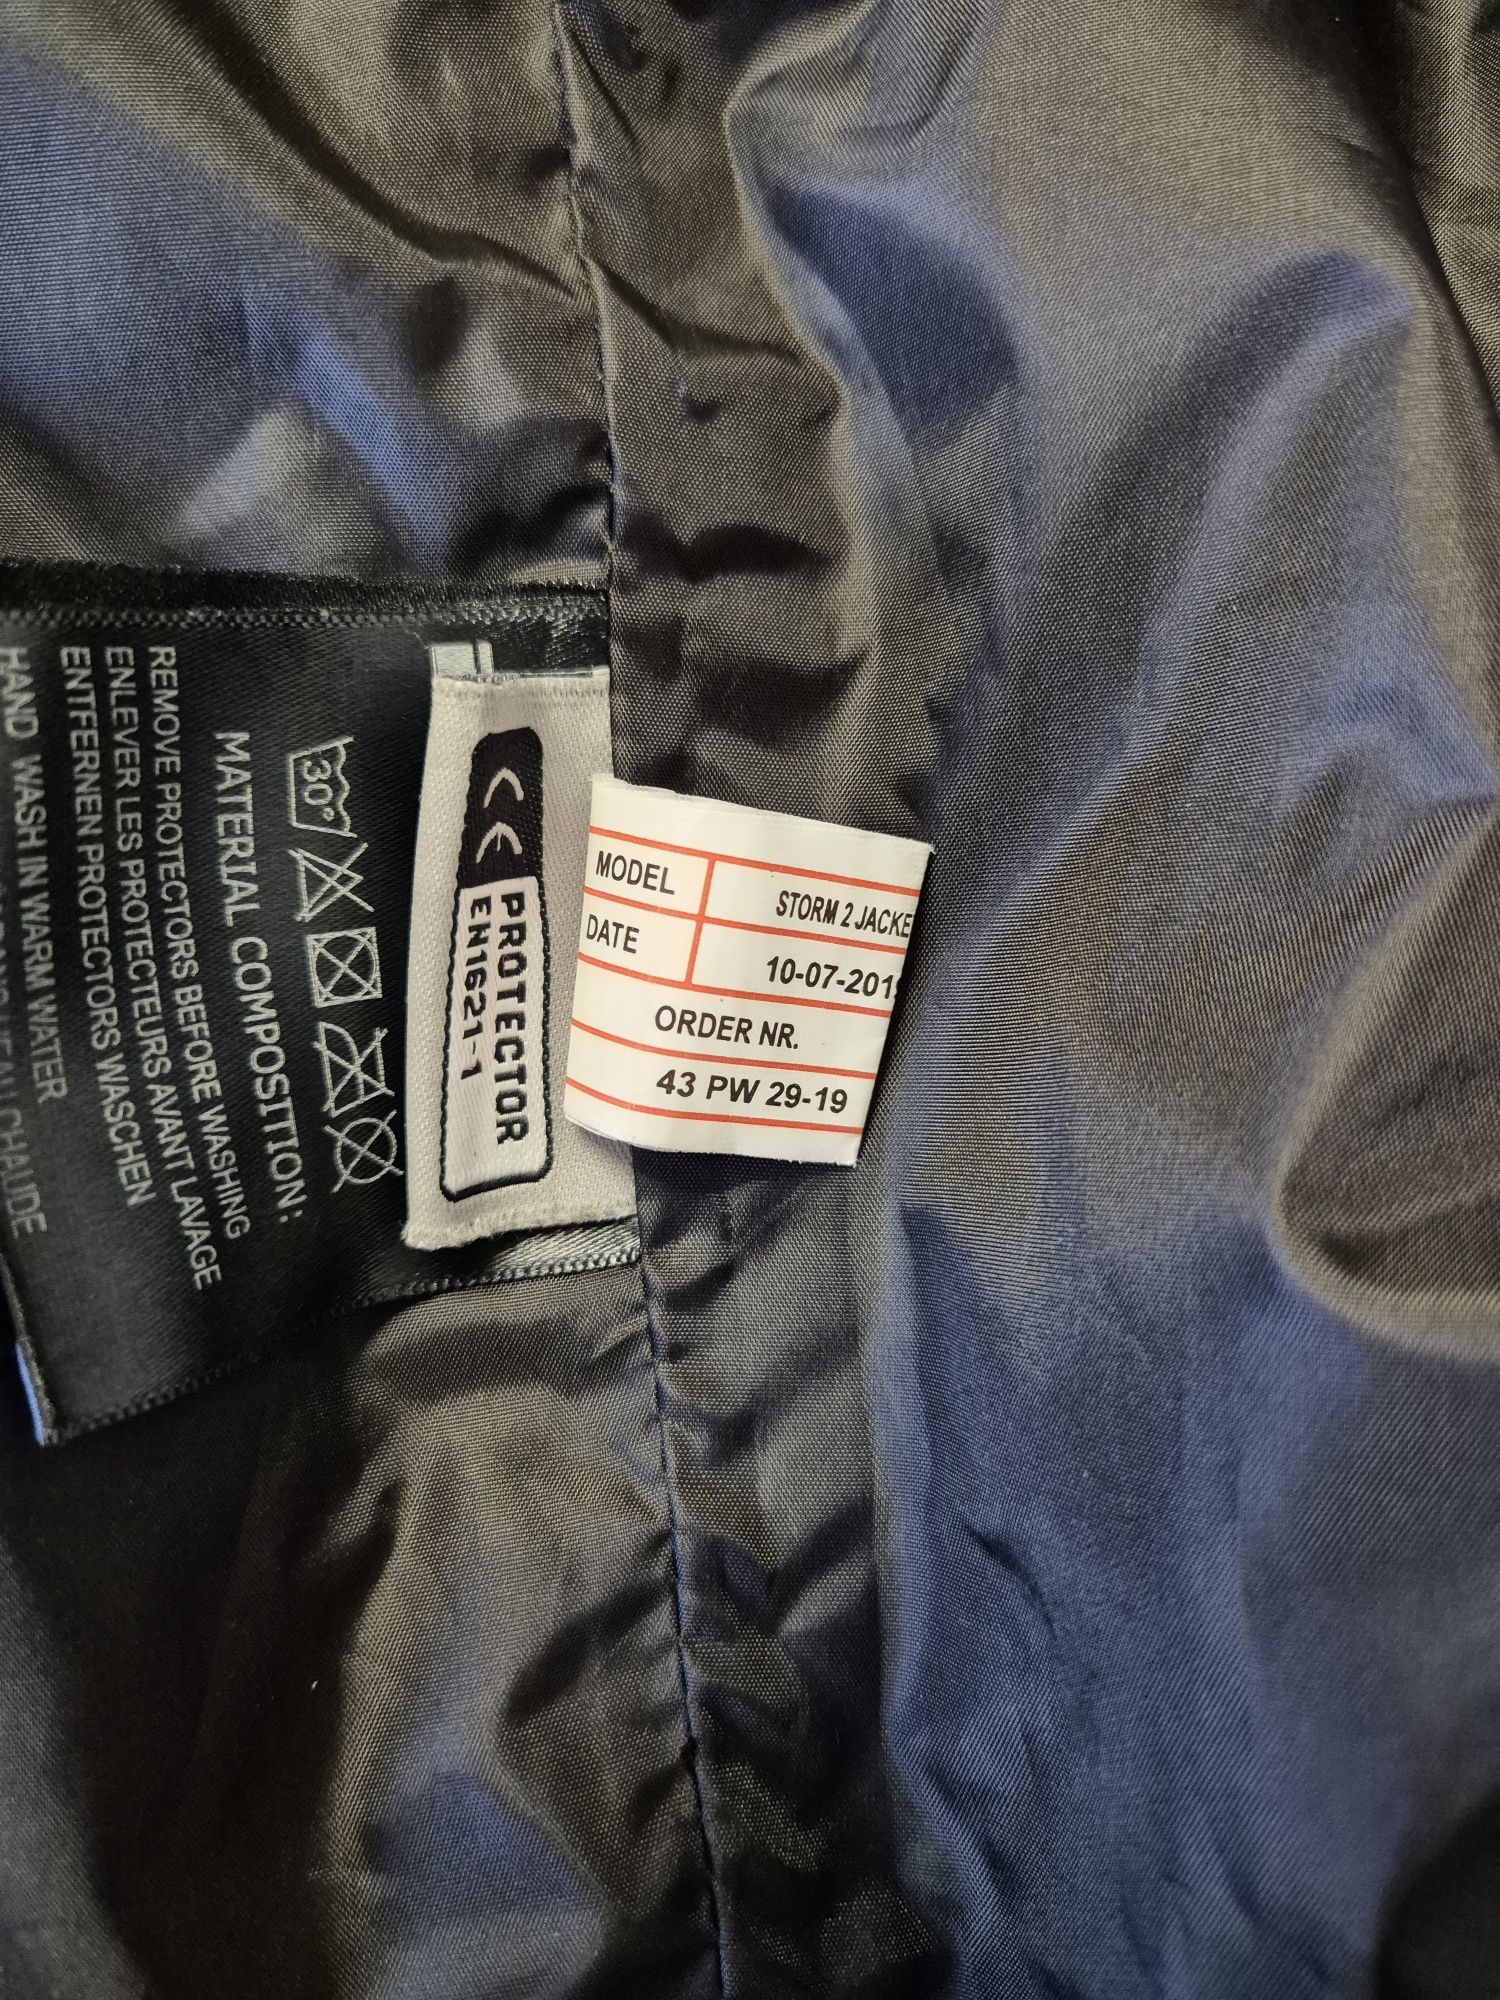 MODEL STORM 2 JACKE
DATE 10-07-201
ORDER NR.
43 PW 29-19
CE
PROTECTOR
EN1621-1
30°
MATERIAL COMPOSITION:
REMOVE PROTECTORS BEFORE WASHING
ENLEVER LES PROTECTEURS AVANT LAVAGE
ENTFERNEN PROTECTORS WASCHEN
HAND WASH IN WARM WATER
CHAUDE